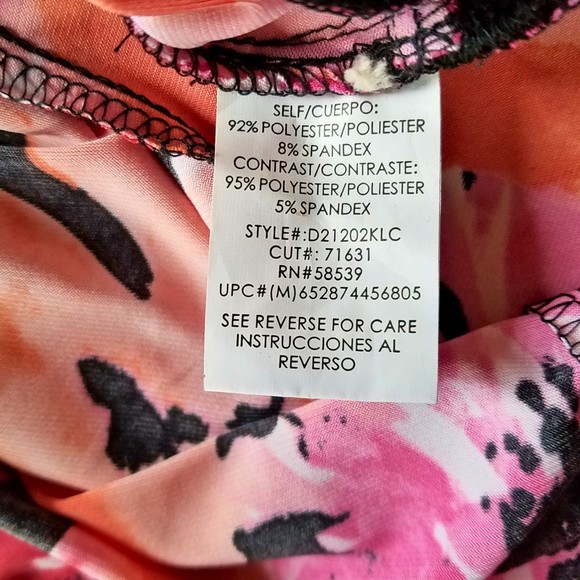 SELF/CUERPO:
92% POLYESTER/POLIESTER
8% SPANDEX
CONTRAST/CONTRASTE:
95% POLYESTER/POLIESTER
5% SPANDEX
STYLE#:D21202KLC
CUT#: 71631
RN#58539
UPC#(M)652874456805
SEE REVERSE FOR CARE
INSTRUCCIONES AL
REVERSO